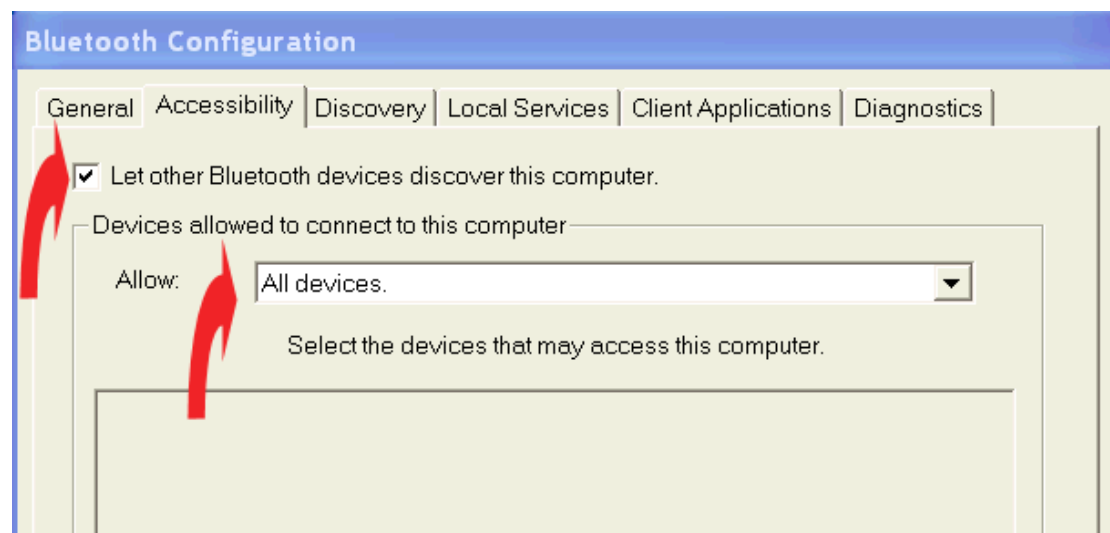 Bluetooth Configuration
General Accessibility Discovery Local Services Client Applications Diagnostics
Let other Bluetooth devices discover this computer.
Devices allowed to connect to this computer
Allow: All devices.
Select the devices that may access this computer.